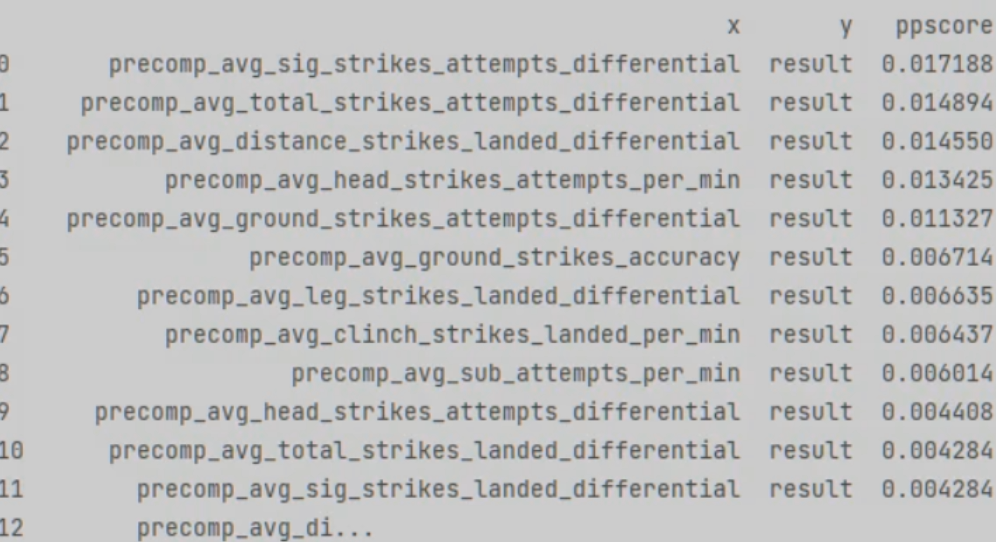 x y ppscore
0 precomp_avg_sig_strikes_attempts_differential result 0.017188
1 precomp_avg_total_strikes_attempts_differential result 0.014894
2 precomp_avg_distance_strikes_landed_differential result 0.014550
3 precomp_avg_head_strikes_attempts_per_min result 0.013425
4 precomp_avg_ground_strikes_attempts_differential result 0.011327
5 precomp_avg_ground_strikes_accuracy result 0.006714
6 precomp_avg_leg_strikes_landed_differential result 0.006635
7 precomp_avg_clinch_strikes_landed_per_min result 0.006437
8 precomp_avg_sub_attempts_per_min result 0.006014
9 precomp_avg_head_strikes_attempts_differential result 0.004408
10 precomp_avg_total_strikes_landed_differential result 0.004284
11 precomp_avg_sig_strikes_landed_differential result 0.004284
12 precomp_avg_di...